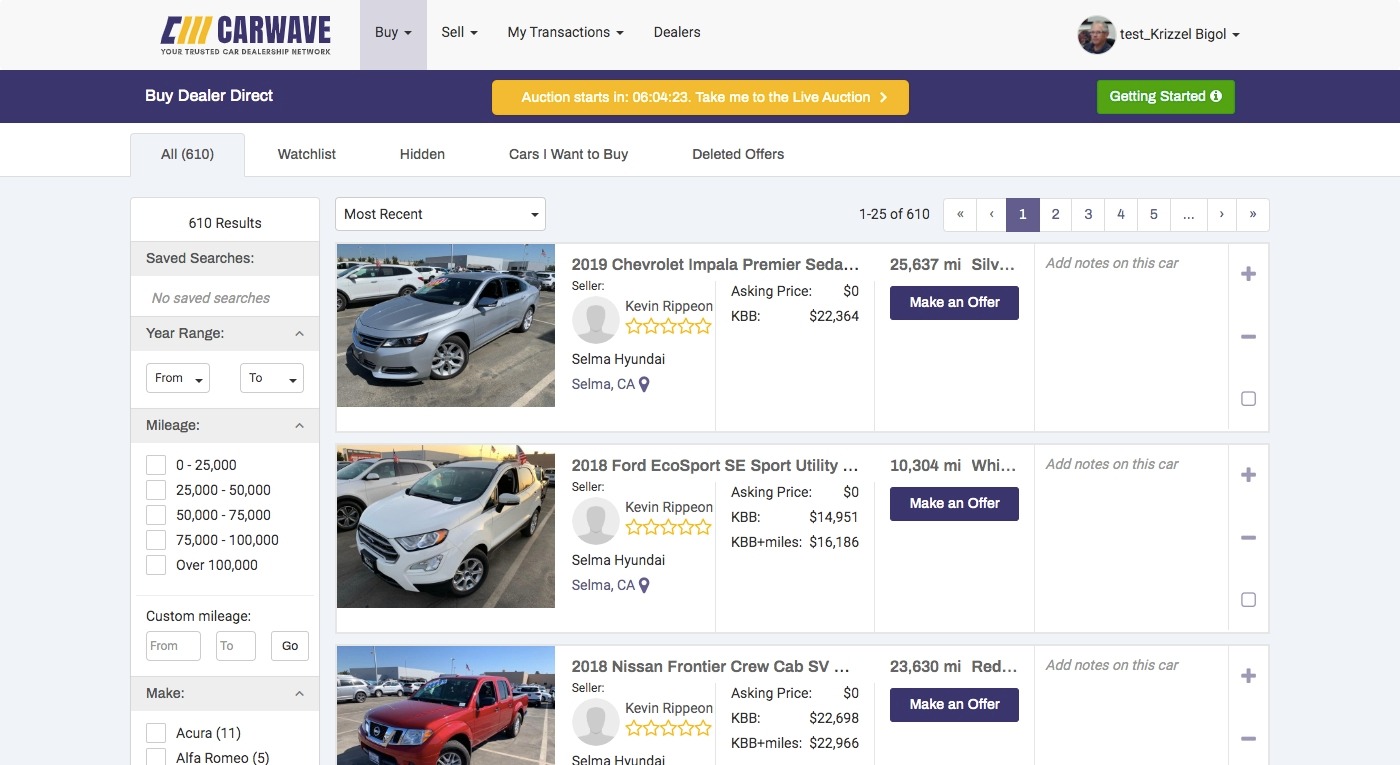 CARWAVE
YOUR TRUSTED CAR DEALERSHIP NETWORK
Buy
Sell
My Transactions
Dealers
test_Krizzel Bigol
Buy Dealer Direct
Auction starts in: 06:04:23. Take me to the Live Auction
Getting Started
All (610)
Watchlist
Hidden
Cars I Want to Buy
Deleted Offers
610 Results
Saved Searches:
No saved searches
Year Range:
From
To
Mileage:
0 - 25,000
25,000 - 50,000
50,000 - 75,000
75,000 - 100,000
Over 100,000
Custom mileage:
From
To
Go
Make:
Acura (11)
Alfa Romeo (5)
Most Recent
1-25 of 610
« ‹ 1 2 3 4 5 ... › »
2019 Chevrolet Impala Premier Seda...
Seller:
Kevin Rippeon
Selma Hyundai
Selma, CA
Asking Price: $0
KBB: $22,364
25,637 mi Silv...
Make an Offer
Add notes on this car
2018 Ford EcoSport SE Sport Utility ...
Seller:
Kevin Rippeon
Selma Hyundai
Selma, CA
Asking Price: $0
KBB: $14,951
KBB+miles: $16,186
10,304 mi Whi...
Make an Offer
Add notes on this car
2018 Nissan Frontier Crew Cab SV ...
Seller:
Kevin Rippeon
Selma Hyundai
Asking Price: $0
KBB: $22,698
KBB+miles: $22,966
23,630 mi Red...
Make an Offer
Add notes on this car